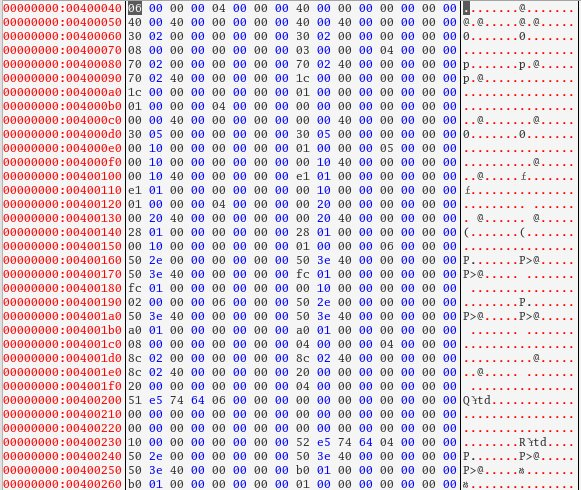 00000000:00400040 06 00 00 00 04 00 00 00 40 00 00 00 00 00 00 00 ........@.......
00000000:00400050 40 00 40 00 00 00 00 00 40 00 40 00 00 00 00 00 @.@.....@.@.....
00000000:00400060 30 02 00 00 00 00 00 00 30 02 00 00 00 00 00 00 0.......0.......
00000000:00400070 08 00 00 00 00 00 00 00 03 00 00 00 04 00 00 00 ................
00000000:00400080 70 02 00 00 00 00 00 00 70 02 40 00 00 00 00 00 p.......p.@.....
00000000:00400090 70 02 40 00 00 00 00 00 1c 00 00 00 00 00 00 00 p.@.............
00000000:004000a0 1c 00 00 00 00 00 00 00 01 00 00 00 00 00 00 00 ................
00000000:004000b0 01 00 00 00 04 00 00 00 00 00 00 00 00 00 00 00 ................
00000000:004000c0 00 00 40 00 00 00 00 00 00 00 40 00 00 00 00 00 ..@.......@.....
00000000:004000d0 30 05 00 00 00 00 00 00 30 05 00 00 00 00 00 00 0.......0.......
00000000:004000e0 00 10 00 00 00 00 00 00 01 00 00 00 05 00 00 00 ................
00000000:004000f0 00 10 00 00 00 00 00 00 00 10 40 00 00 00 00 00 ..........@.....
00000000:00400100 00 10 40 00 00 00 00 00 e1 01 00 00 00 00 00 00 ..@.............
00000000:00400110 e1 01 00 00 00 00 00 00 00 10 00 00 00 00 00 00 ................
00000000:00400120 01 00 00 00 04 00 00 00 00 20 00 00 00 00 00 00 ......... ......
00000000:00400130 00 20 40 00 00 00 00 00 00 20 40 00 00 00 00 00 . @...... @.....
00000000:00400140 28 01 00 00 00 00 00 00 28 01 00 00 00 00 00 00 (.......(.......
00000000:00400150 00 10 00 00 00 00 00 00 01 00 00 00 06 00 00 00 ................
00000000:00400160 50 2e 00 00 00 00 00 00 50 3e 40 00 00 00 00 00 P.......P>@.....
00000000:00400170 50 3e 40 00 00 00 00 00 fc 01 00 00 00 00 00 00 P>@.............
00000000:00400180 fc 01 00 00 00 00 00 00 00 10 00 00 00 00 00 00 ................
00000000:00400190 02 00 00 00 06 00 00 00 50 2e 00 00 00 00 00 00 ........P.......
00000000:004001a0 50 3e 40 00 00 00 00 00 50 3e 40 00 00 00 00 00 P>@.....P>@.....
00000000:004001b0 a0 01 00 00 00 00 00 00 a0 01 00 00 00 00 00 00 ................
00000000:004001c0 08 00 00 00 00 00 00 00 04 00 00 00 04 00 00 00 ................
00000000:004001d0 8c 02 00 00 00 00 00 00 8c 02 40 00 00 00 00 00 ..........@.....
00000000:004001e0 8c 02 40 00 00 00 00 00 20 00 00 00 00 00 00 00 ..@..... .......
00000000:004001f0 20 00 00 00 00 00 00 00 04 00 00 00 00 00 00 00  ...............
00000000:00400200 51 e5 74 64 06 00 00 00 00 00 00 00 00 00 00 00 Q td............
00000000:00400210 00 00 00 00 00 00 00 00 00 00 00 00 00 00 00 00 ................
00000000:00400220 00 00 00 00 00 00 00 00 00 00 00 00 00 00 00 00 ................
00000000:00400230 10 00 00 00 00 00 00 00 52 e5 74 64 04 00 00 00 ........R td....
00000000:00400240 50 2e 00 00 00 00 00 00 50 3e 40 00 00 00 00 00 P.......P>@.....
00000000:00400250 50 3e 40 00 00 00 00 00 b0 01 00 00 00 00 00 00 P>@.............
00000000:00400260 b0 01 00 00 00 00 00 00 01 00 00 00 00 00 00 00 ................